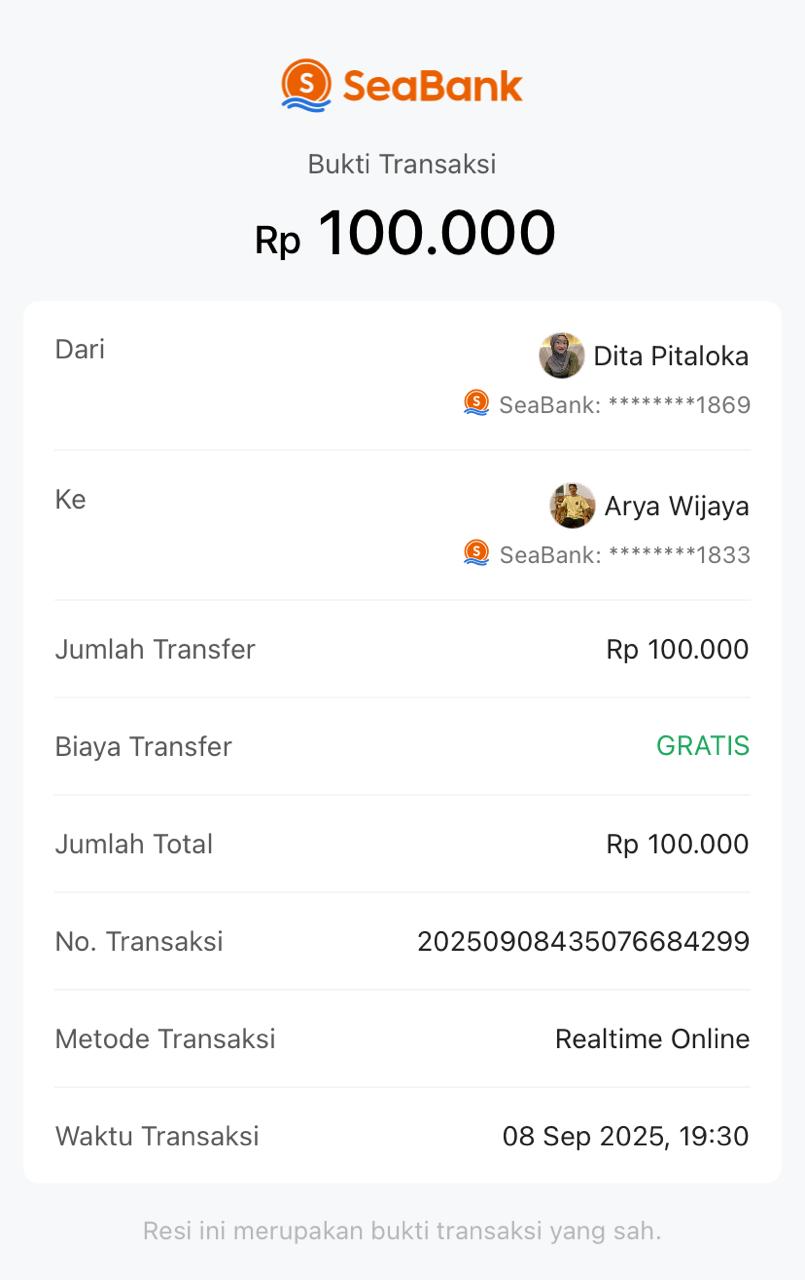 SeaBank
Bukti Transaksi
Rp 100.000
Dari
Dita Pitaloka
SeaBank: ********1869
Ke
Arya Wijaya
SeaBank: ********1833
Jumlah Transfer
Rp 100.000
Biaya Transfer
GRATIS
Jumlah Total
Rp 100.000
No. Transaksi
20250908435076684299
Metode Transaksi
Realtime Online
Waktu Transaksi
08 Sep 2025, 19:30
Resi ini merupakan bukti transaksi yang sah.